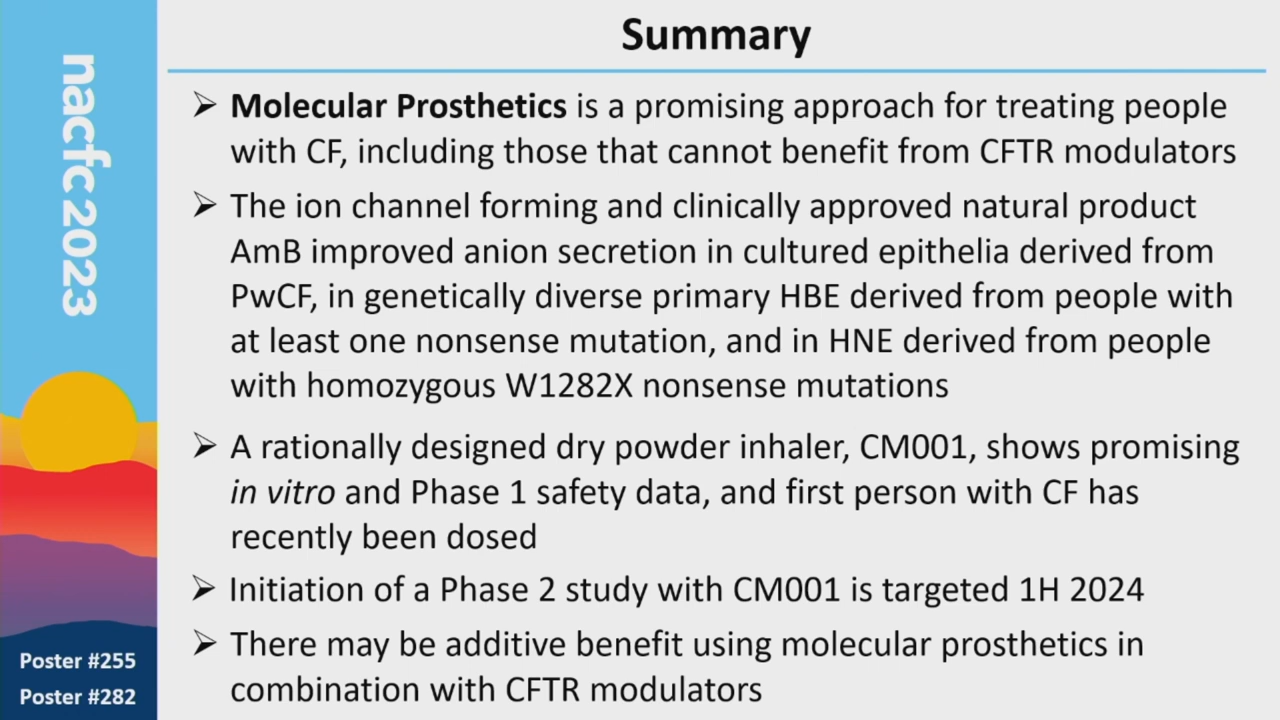 Summary
nacfc 2023
➢ Molecular Prosthetics is a promising approach for treating people
with CF, including those that cannot benefit from CFTR modulators
➢ The ion channel forming and clinically approved natural product
AmB improved anion secretion in cultured epithelia derived from
PwCF, in genetically diverse primary HBE derived from people with
at least one nonsense mutation, and in HNE derived from people
with homozygous W1282X nonsense mutations
➢ A rationally designed dry powder inhaler, CM001, shows promising
in vitro and Phase 1 safety data, and first person with CF has
recently been dosed
➢ Initiation of a Phase 2 study with CM001 is targeted 1H 2024
➢ There may be additive benefit using molecular prosthetics in
combination with CFTR modulators
Poster #255
Poster #282